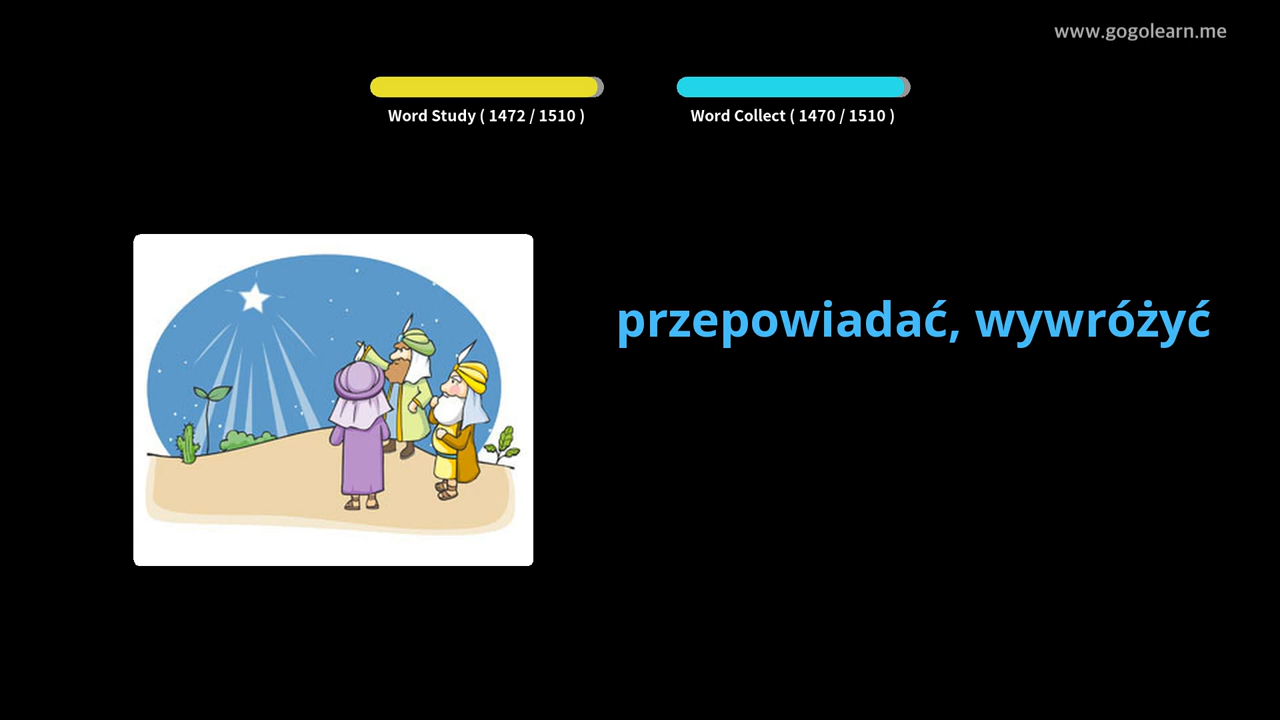 www.gogolearn.me
Word Study ( 1472 / 1510 )
Word Collect ( 1470 / 1510 )
przepowiadać, wywróżyć